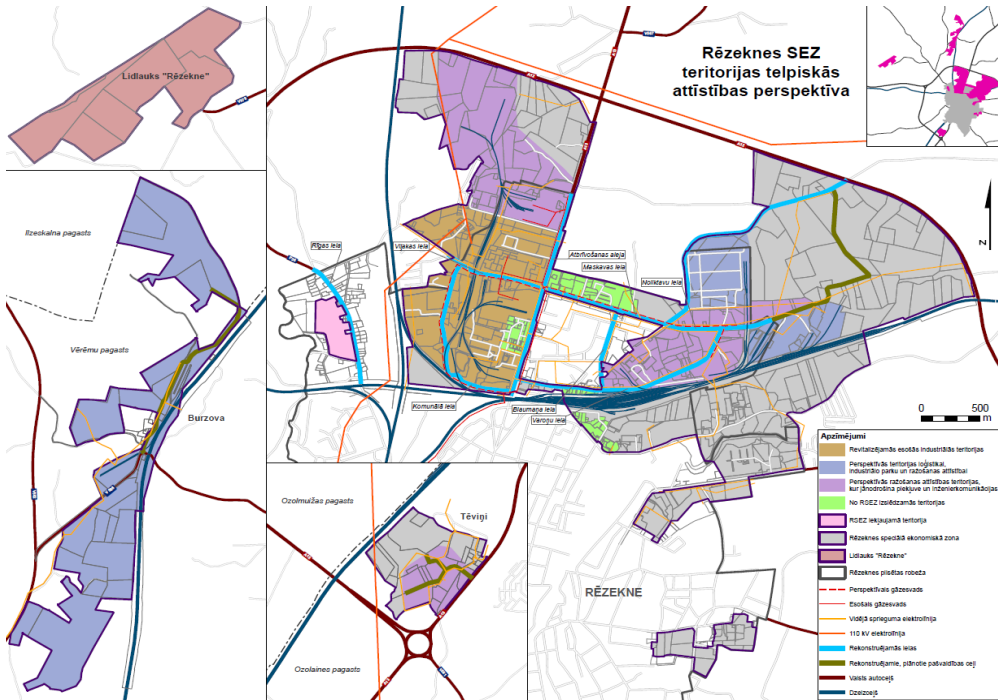 Rēzeknes SEZ
teritorijas telpiskās
attīstības perspektīva
Lidlauks "Rēzekne"
Ilzeskalna pagasts
Vērēmu pagasts
Burzova
Rīgas iela
Viļakas iela
Atbrīvošanas aleja
Maskavas iela
Noliktavu iela
Komunālā iela
Blaumaņa iela
Varoņu iela
Ozolmuižas pagasts
Tēviņi
Ozolaines pagasts
RĒZEKNE
N
0 500
m
Apzīmējumi
Revitalizējamās esošās industriālās teritorijas
Perspektīvās teritorijas loģistikai,
industriālo parku un ražošanas attīstībai
Perspektīvās ražošanas attīstības teritorijas,
kur jānodrošina piekļuve un inženierkomunikācijas
No RSEZ izslēdzamās teritorijas
RSEZ iekļaujamā teritorija
Rēzeknes speciālā ekonomiskā zona
Lidlauks "Rēzekne"
Rēzeknes pilsētas robeža
Perspektīvais gāzesvads
Esošais gāzesvads
Vidējā sprieguma elektrolīnija
110 kV elektrolīnija
Rekonstruējamās ielas
Rekonstruējamie, plānotie pašvaldības ceļi
Valsts autoceļš
Dzelzceļš